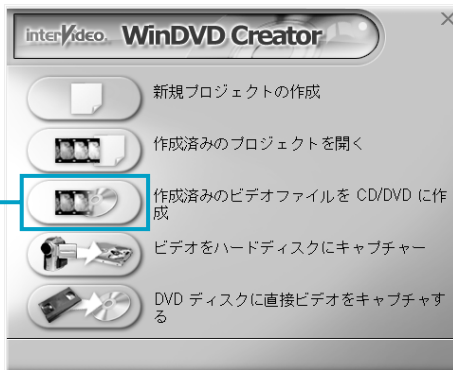 InterVideo. WinDVD Creator
新規プロジェクトの作成
作成済みのプロジェクトを開く
作成済みのビデオファイルを CD/DVD に作
成
ビデオをハードディスクにキャプチャー
DVD ディスクに直接ビデオをキャプチャす
る